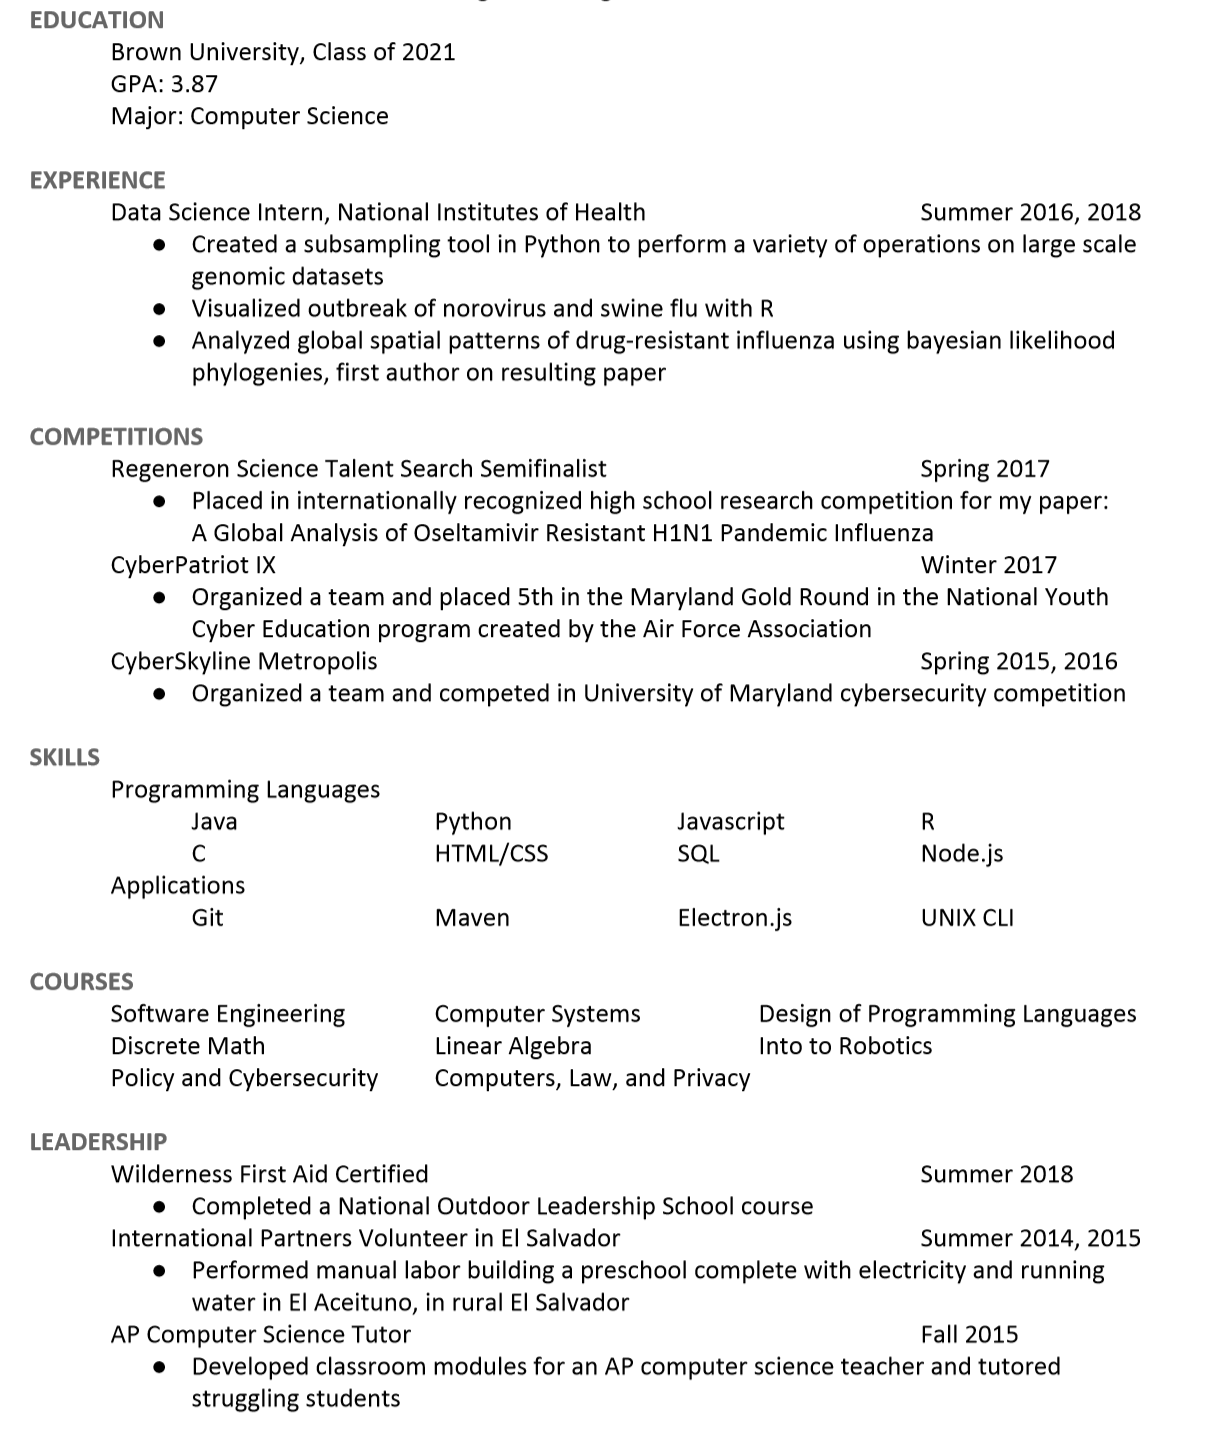 EDUCATION
Brown University, Class of 2021
GPA: 3.87
Major: Computer Science
EXPERIENCE
Data Science Intern, National Institutes of Health Summer 2016, 2018
● Created a subsampling tool in Python to perform a variety of operations on large scale
genomic datasets
● Visualized outbreak of norovirus and swine flu with R
● Analyzed global spatial patterns of drug-resistant influenza using bayesian likelihood
phylogenies, first author on resulting paper
COMPETITIONS
Regeneron Science Talent Search Semifinalist Spring 2017
● Placed in internationally recognized high school research competition for my paper:
A Global Analysis of Oseltamivir Resistant H1N1 Pandemic Influenza
CyberPatriot IX Winter 2017
● Organized a team and placed 5th in the Maryland Gold Round in the National Youth
Cyber Education program created by the Air Force Association
CyberSkyline Metropolis Spring 2015, 2016
● Organized a team and competed in University of Maryland cybersecurity competition
SKILLS
Programming Languages
Java Python Javascript R
C HTML/CSS SQL Node.js
Applications
Git Maven Electron.js UNIX CLI
COURSES
Software Engineering Computer Systems Design of Programming Languages
Discrete Math Linear Algebra Into to Robotics
Policy and Cybersecurity Computers, Law, and Privacy
LEADERSHIP
Wilderness First Aid Certified Summer 2018
● Completed a National Outdoor Leadership School course
International Partners Volunteer in El Salvador Summer 2014, 2015
● Performed manual labor building a preschool complete with electricity and running
water in El Aceituno, in rural El Salvador
AP Computer Science Tutor Fall 2015
● Developed classroom modules for an AP computer science teacher and tutored
struggling students